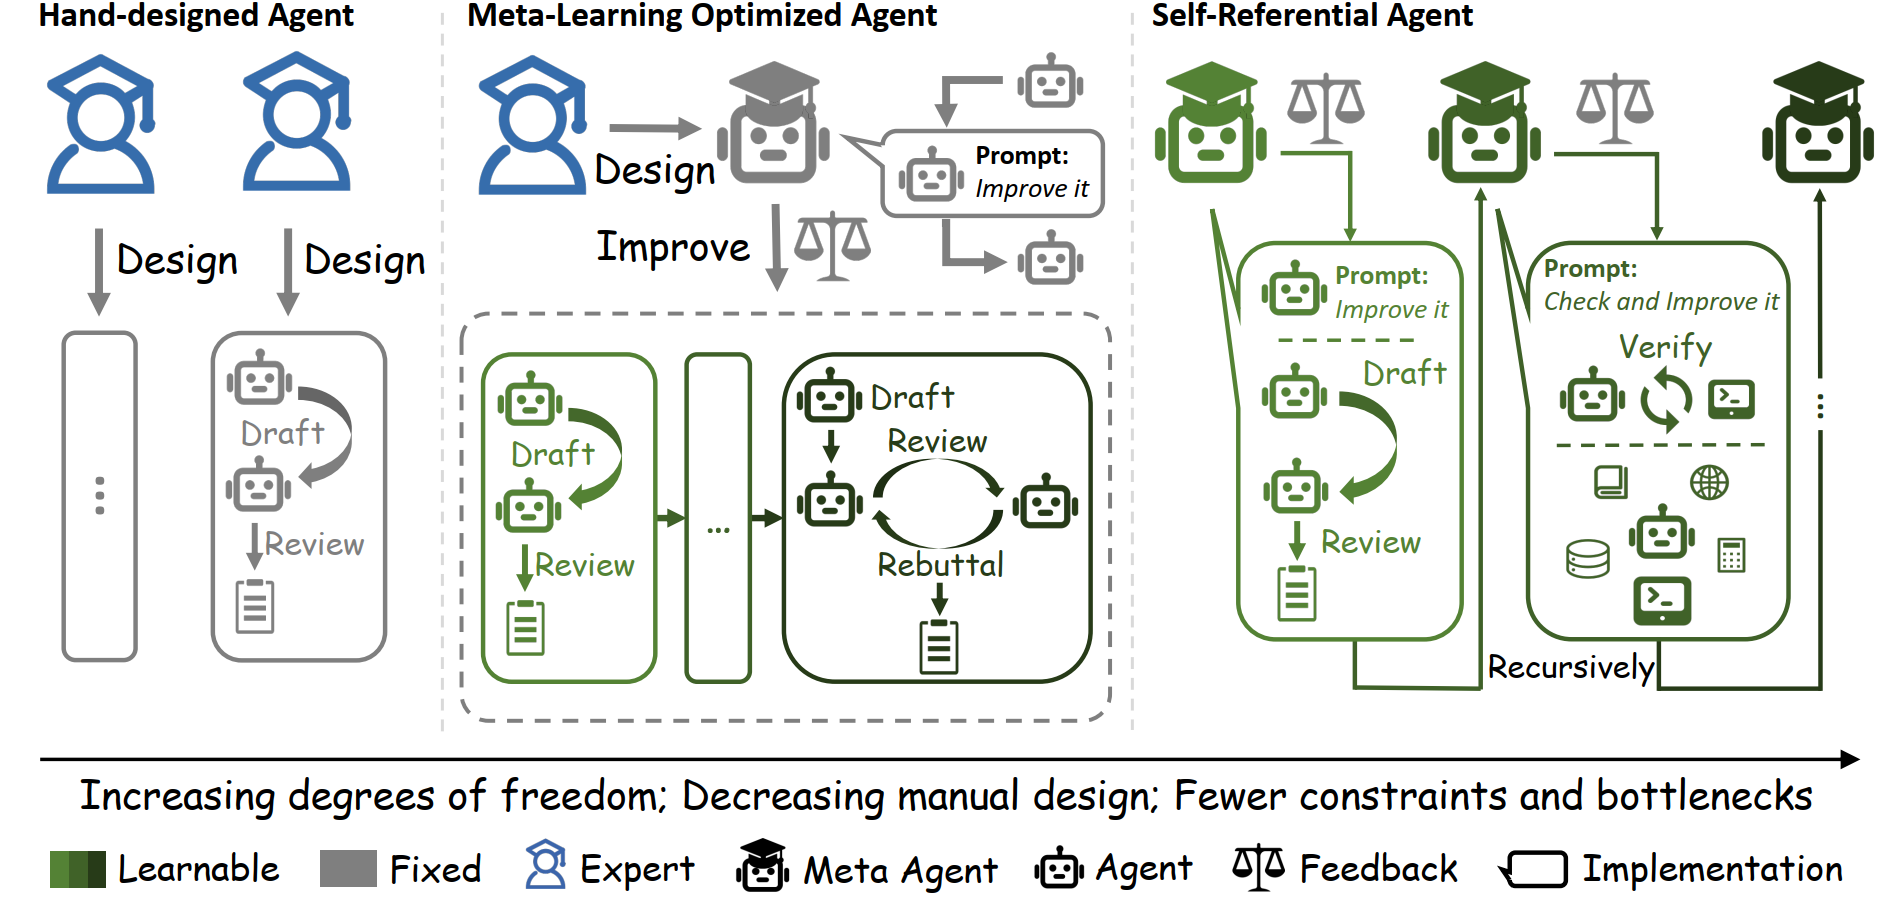 Hand-designed Agent
Meta-Learning Optimized Agent
Self-Referential Agent
Design
Design
Draft
Review
Design
Improve
Prompt:
Improve it
Draft
Review
...
Draft
Review
Rebuttal
Prompt:
Improve it
Draft
Review
Prompt:
Check and Improve it
Verify
Recursively
Increasing degrees of freedom; Decreasing manual design; Fewer constraints and bottlenecks
Learnable
Fixed
Expert
Meta Agent
Agent
Feedback
Implementation